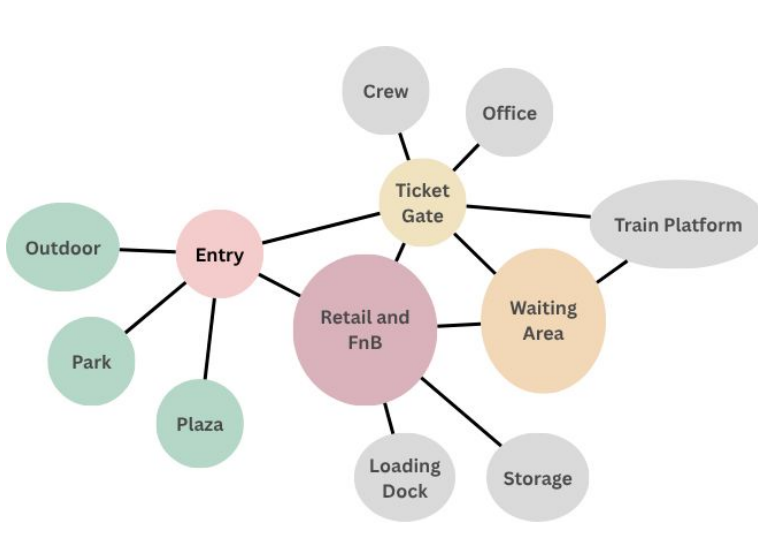 Crew
Office
Ticket
Gate
Train Platform
Outdoor
Entry
Retail and
FnB
Waiting
Area
Park
Plaza
Loading
Dock
Storage